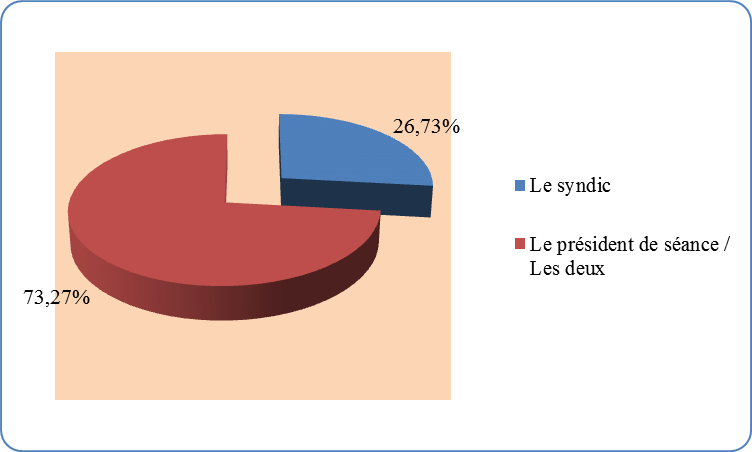 26,73%
73,27%
Le syndic
Le président de séance /
Les deux